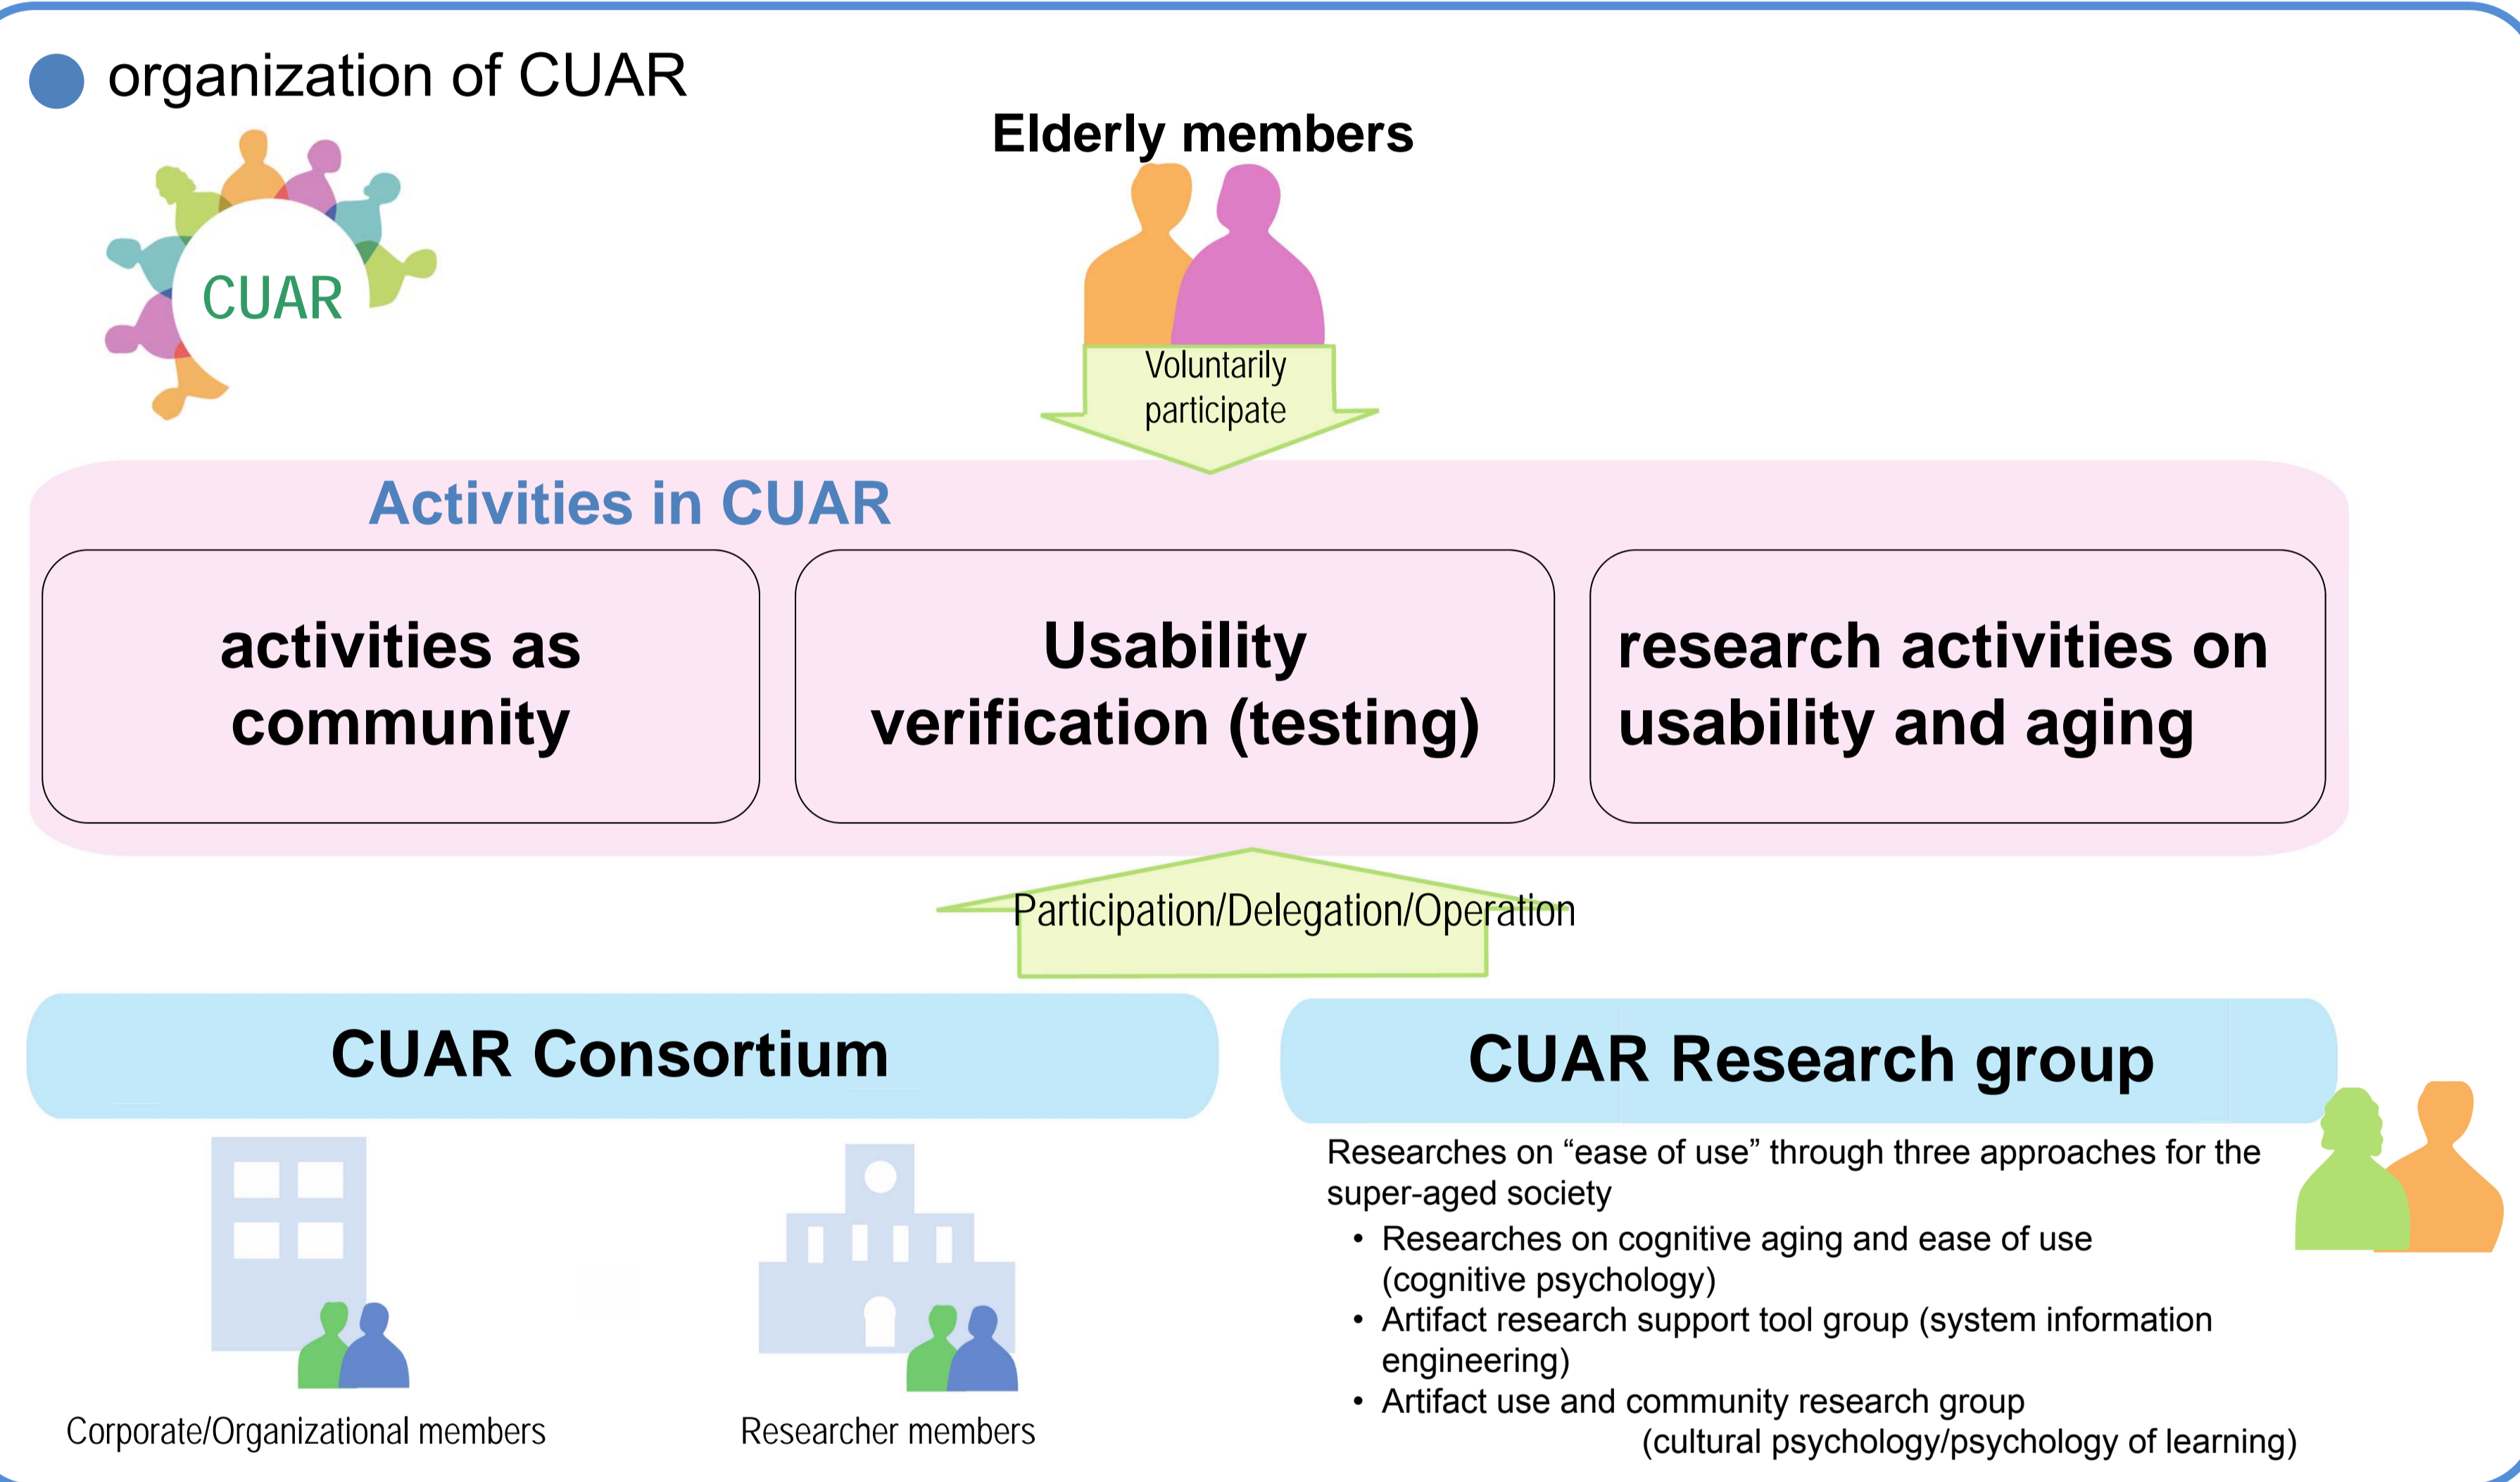 organization of CUAR
CUAR
Elderly members
Voluntarily
participate
Activities in CUAR
activities as
community
Usability
verification (testing)
research activities on
usability and aging
Participation/Delegation/Operation
CUAR Consortium
Corporate/Organizational members
Researcher members
CUAR Research group
Researches on “ease of use” through three approaches for the
super-aged society
• Researches on cognitive aging and ease of use
(cognitive psychology)
• Artifact research support tool group (system information
engineering)
• Artifact use and community research group
(cultural psychology/psychology of learning)